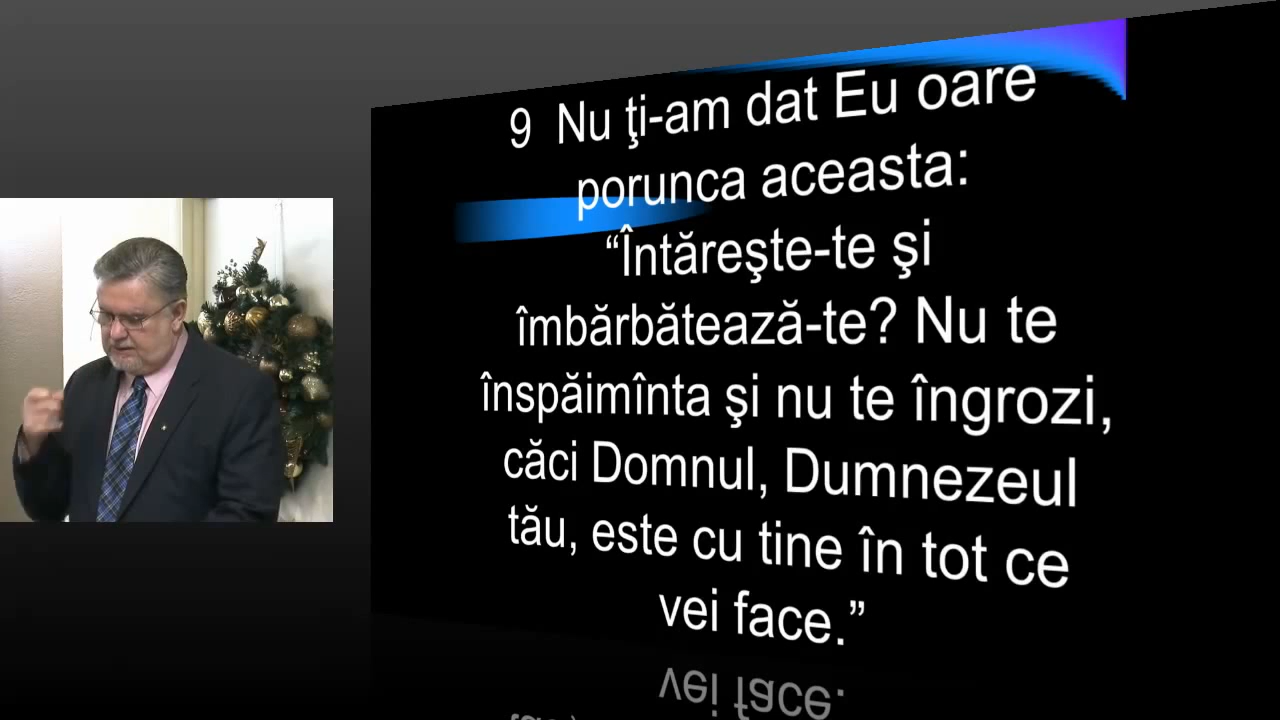 9 Nu ţi-am dat Eu oare
porunca aceasta:
“Întăreşte-te şi
îmbărbătează-te? Nu te
înspăimînta şi nu te îngrozi,
căci Domnul, Dumnezeul
tău, este cu tine în tot ce
vei face.”